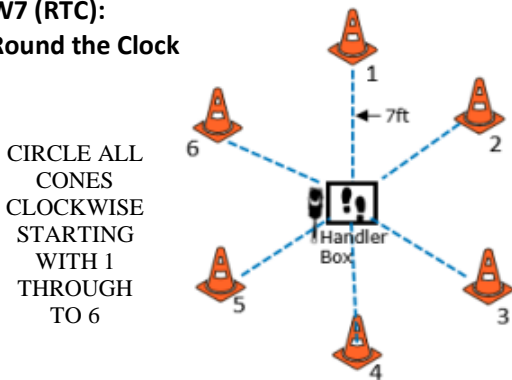 W7 (RTC):
Round the Clock
1
7ft
2
6
CIRCLE ALL
CONES
CLOCKWISE
STARTING
WITH 1
THROUGH
TO 6
Handler
Box
5
3
4